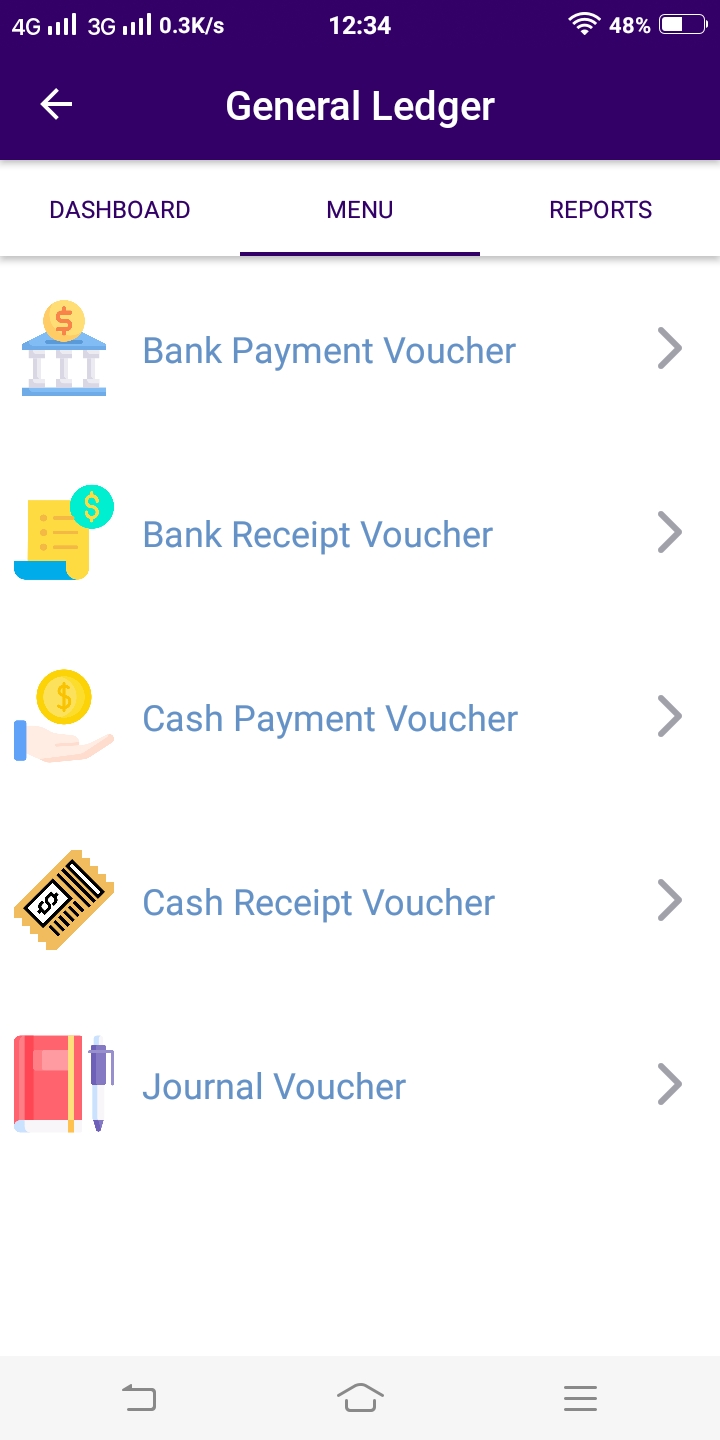 4G 3G 0.3K/s 12:34 48%
General Ledger
DASHBOARD MENU REPORTS
Bank Payment Voucher
Bank Receipt Voucher
Cash Payment Voucher
Cash Receipt Voucher
Journal Voucher